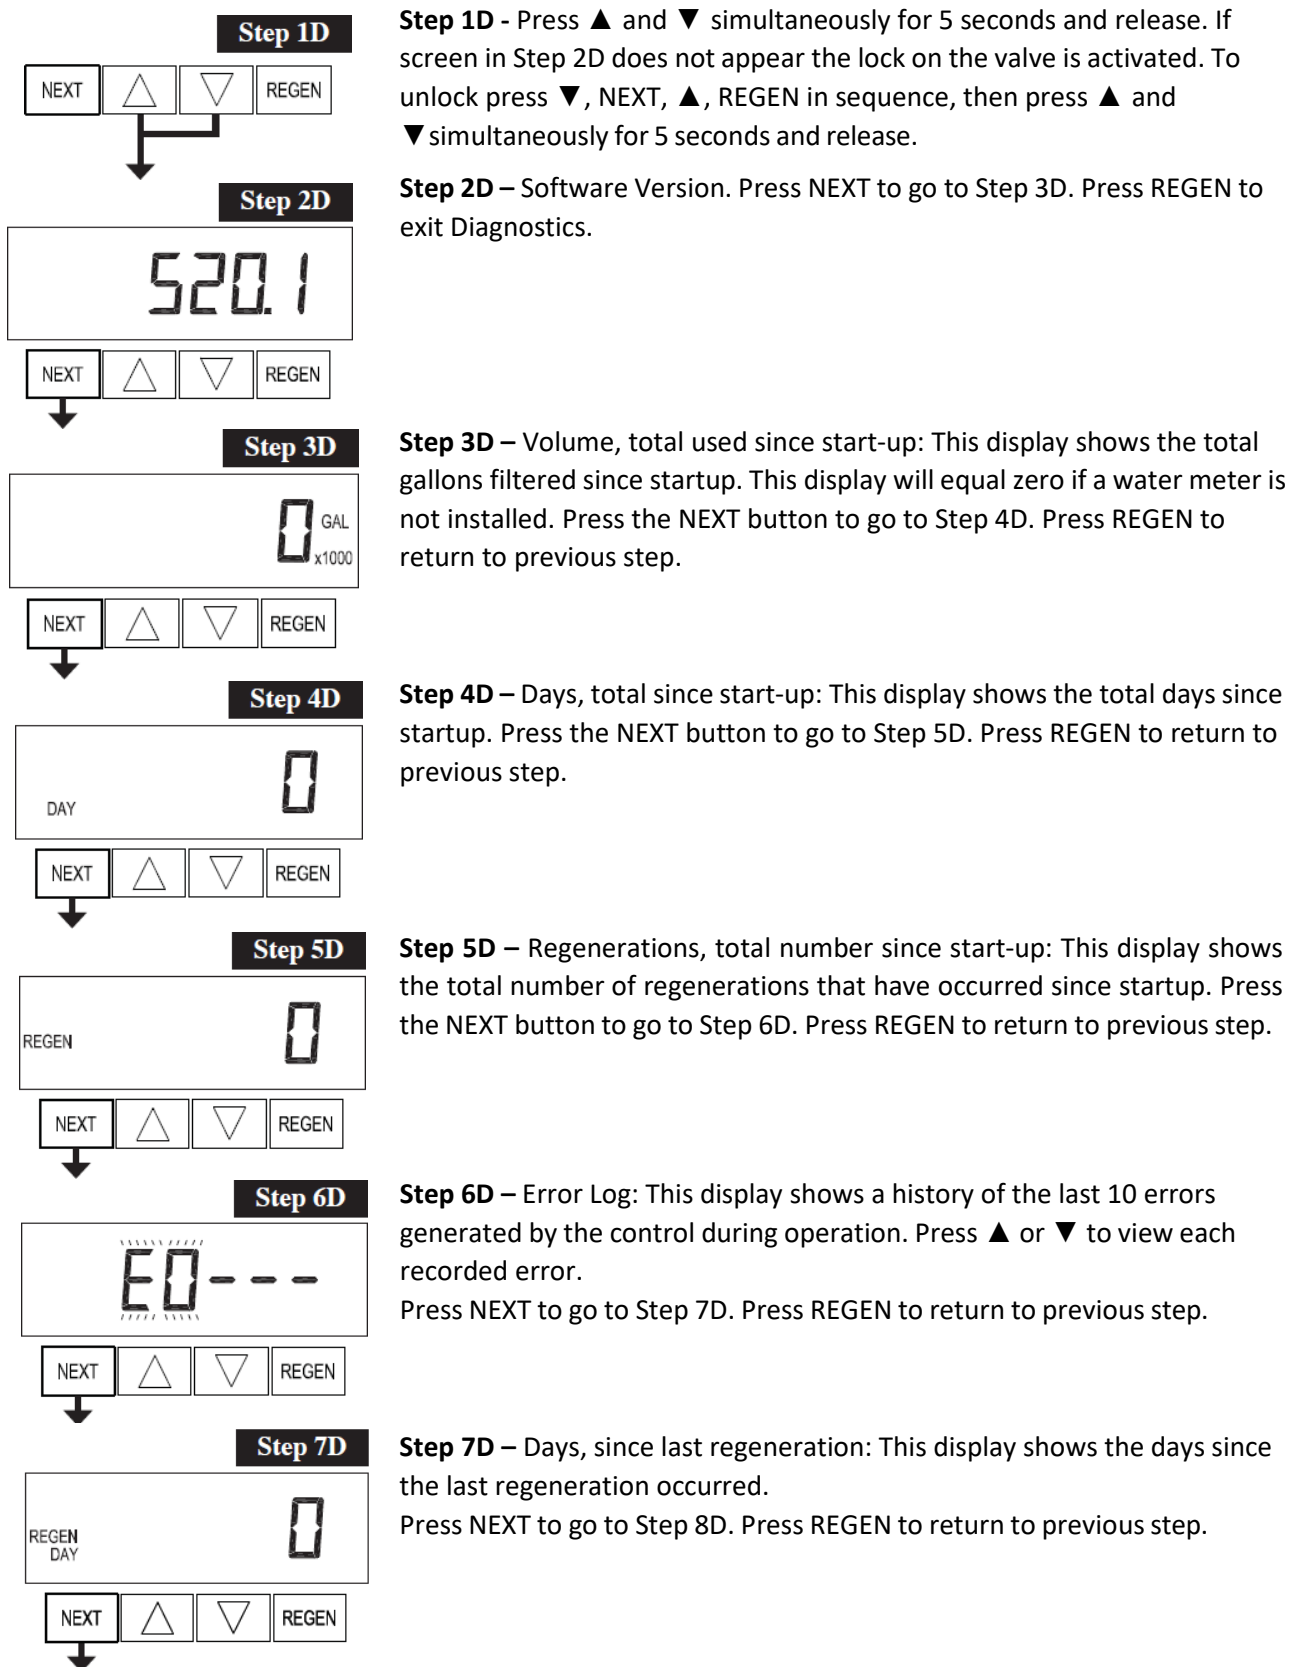 Step 1D
NEXT △ ▽ REGEN
Step 1D - Press ▲ and ▼ simultaneously for 5 seconds and release. If
screen in Step 2D does not appear the lock on the valve is activated. To
unlock press ▼, NEXT, ▲, REGEN in sequence, then press ▲ and
▼simultaneously for 5 seconds and release.
Step 2D
520.1
NEXT △ ▽ REGEN
Step 2D – Software Version. Press NEXT to go to Step 3D. Press REGEN to
exit Diagnostics.
Step 3D
0 GAL
x1000
NEXT △ ▽ REGEN
Step 3D – Volume, total used since start-up: This display shows the total
gallons filtered since startup. This display will equal zero if a water meter is
not installed. Press the NEXT button to go to Step 4D. Press REGEN to
return to previous step.
Step 4D
DAY 0
NEXT △ ▽ REGEN
Step 4D – Days, total since start-up: This display shows the total days since
startup. Press the NEXT button to go to Step 5D. Press REGEN to return to
previous step.
Step 5D
REGEN 0
NEXT △ ▽ REGEN
Step 5D – Regenerations, total number since start-up: This display shows
the total number of regenerations that have occurred since startup. Press
the NEXT button to go to Step 6D. Press REGEN to return to previous step.
Step 6D
E0---
NEXT △ ▽ REGEN
Step 6D – Error Log: This display shows a history of the last 10 errors
generated by the control during operation. Press ▲ or ▼ to view each
recorded error.
Press NEXT to go to Step 7D. Press REGEN to return to previous step.
Step 7D
REGEN
DAY 0
NEXT △ ▽ REGEN
Step 7D – Days, since last regeneration: This display shows the days since
the last regeneration occurred.
Press NEXT to go to Step 8D. Press REGEN to return to previous step.